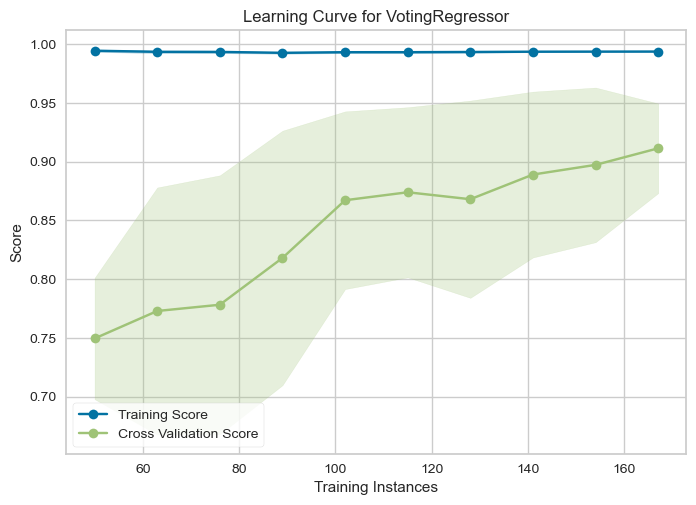 Learning Curve for VotingRegressor
1.00
0.95
0.90
0.85
0.80
0.75
0.70
Score
Training Score
Cross Validation Score
60 80 100 120 140 160
Training Instances